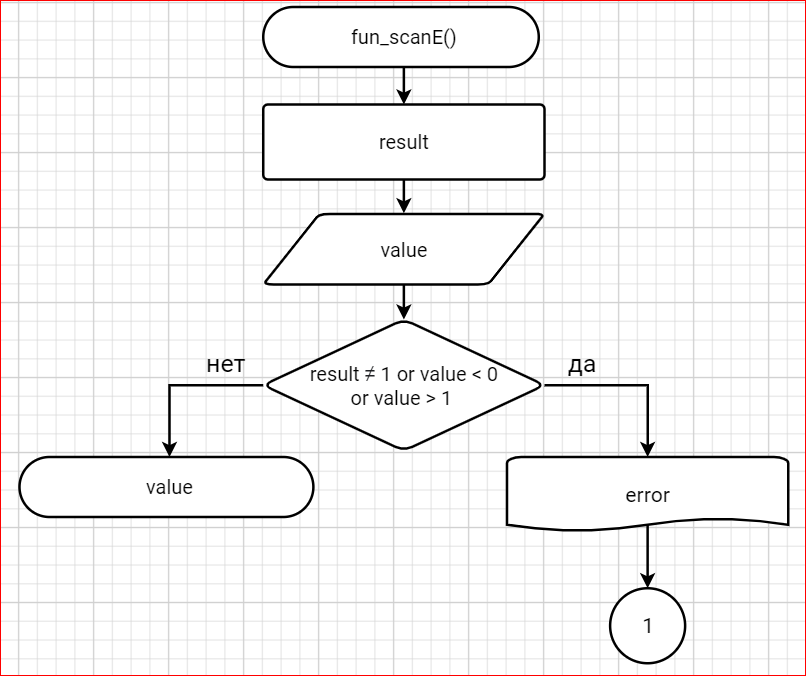 fun_scanE()
result
value
нет
result ≠ 1 or value < 0
or value > 1
да
value
error
1